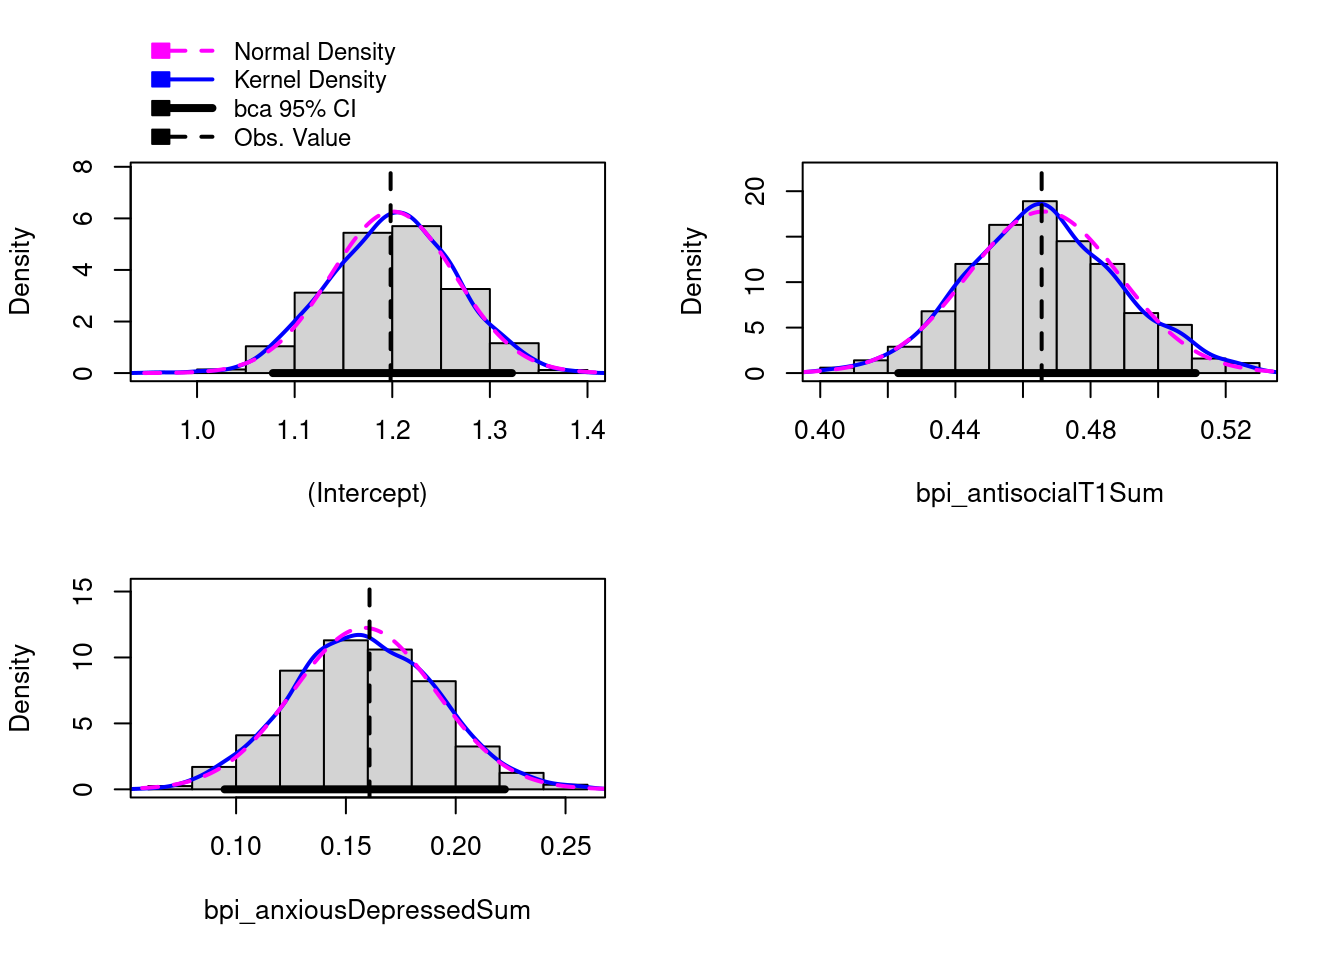 Normal Density
Kernel Density
bca 95% CI
Obs. Value
Density
0 2 4 6 8
1.0 1.1 1.2 1.3 1.4
(Intercept)
Density
0 5 10 20
0.40 0.44 0.48 0.52
bpi_antisocialT1Sum
Density
0 5 10 15
0.10 0.15 0.20 0.25
bpi_anxiousDepressedSum